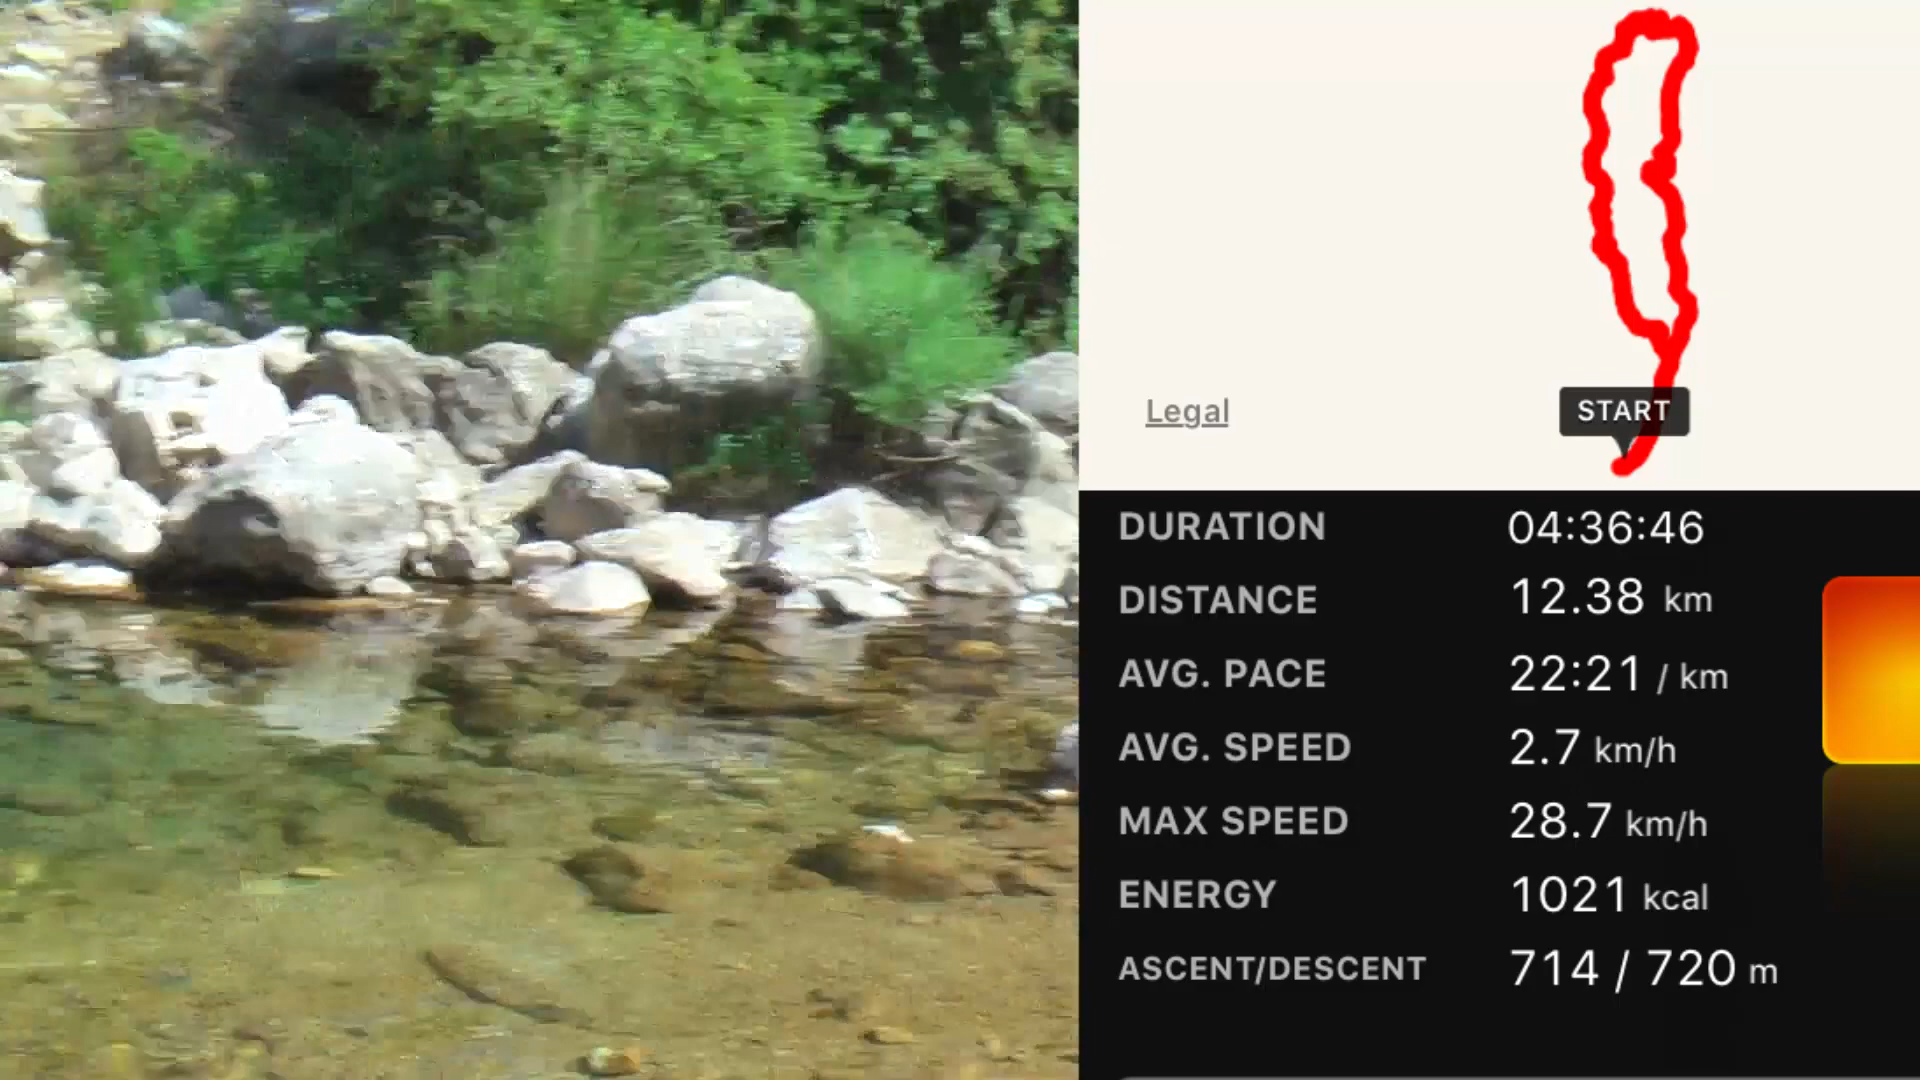 Legal
START
DURATION 04:36:46
DISTANCE 12.38 km
AVG. PACE 22:21 / km
AVG. SPEED 2.7 km/h
MAX SPEED 28.7 km/h
ENERGY 1021 kcal
ASCENT/DESCENT 714 / 720 m